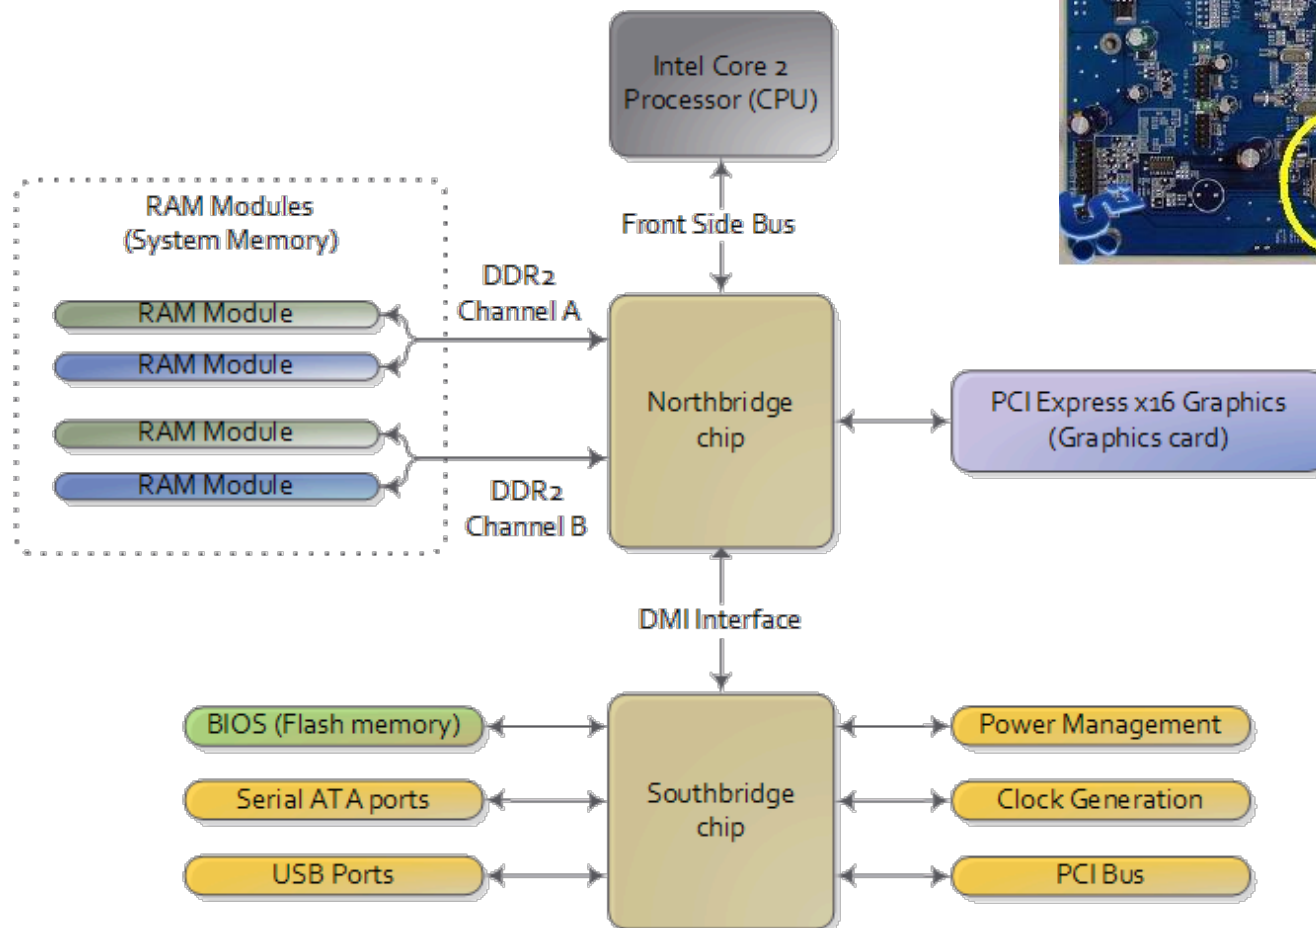 Intel Core 2
Processor (CPU)
RAM Modules
(System Memory)
Front Side Bus
DDR2
Channel A
RAM Module
RAM Module
Northbridge
chip
PCI Express x16 Graphics
(Graphics card)
RAM Module
RAM Module
DDR2
Channel B
DMI Interface
BIOS (Flash memory)
Power Management
Serial ATA ports
Southbridge
chip
Clock Generation
USB Ports
PCI Bus